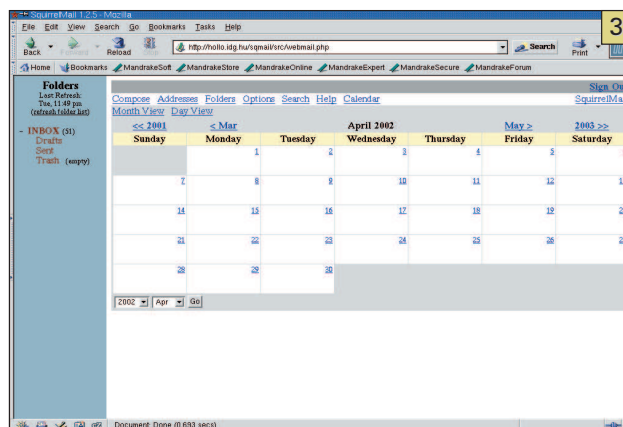 SquirrelMail 1.2.5 - Mozilla
3
File Edit View Search Go Bookmarks Tasks Help
Back Forward Reload Stop http://hollo.idg.hu/sqmail/src/webmail.php Search Print
Home Bookmarks MandrakeSoft MandrakeStore MandrakeOnline MandrakeExpert MandrakeSecure MandrakeForum
Folders
Last Refresh:
Tue, 11:49 pm
(refresh folder list)
- INBOX (51)
Drafts
Sent
Trash (empty)
Sign Ou
Compose Addresses Folders Options Search Help Calendar SquirrelMa
Month View Day View
<< 2001 < Mar April 2002 May > 2003 >>
Sunday Monday Tuesday Wednesday Thursday Friday Saturday
1 2 3 4 5
7 8 9 10 11 12 1
14 15 16 17 18 19 2
21 22 23 24 25 26 2
28 29 30
2002 Apr Go
Document: Done (0.693 secs)